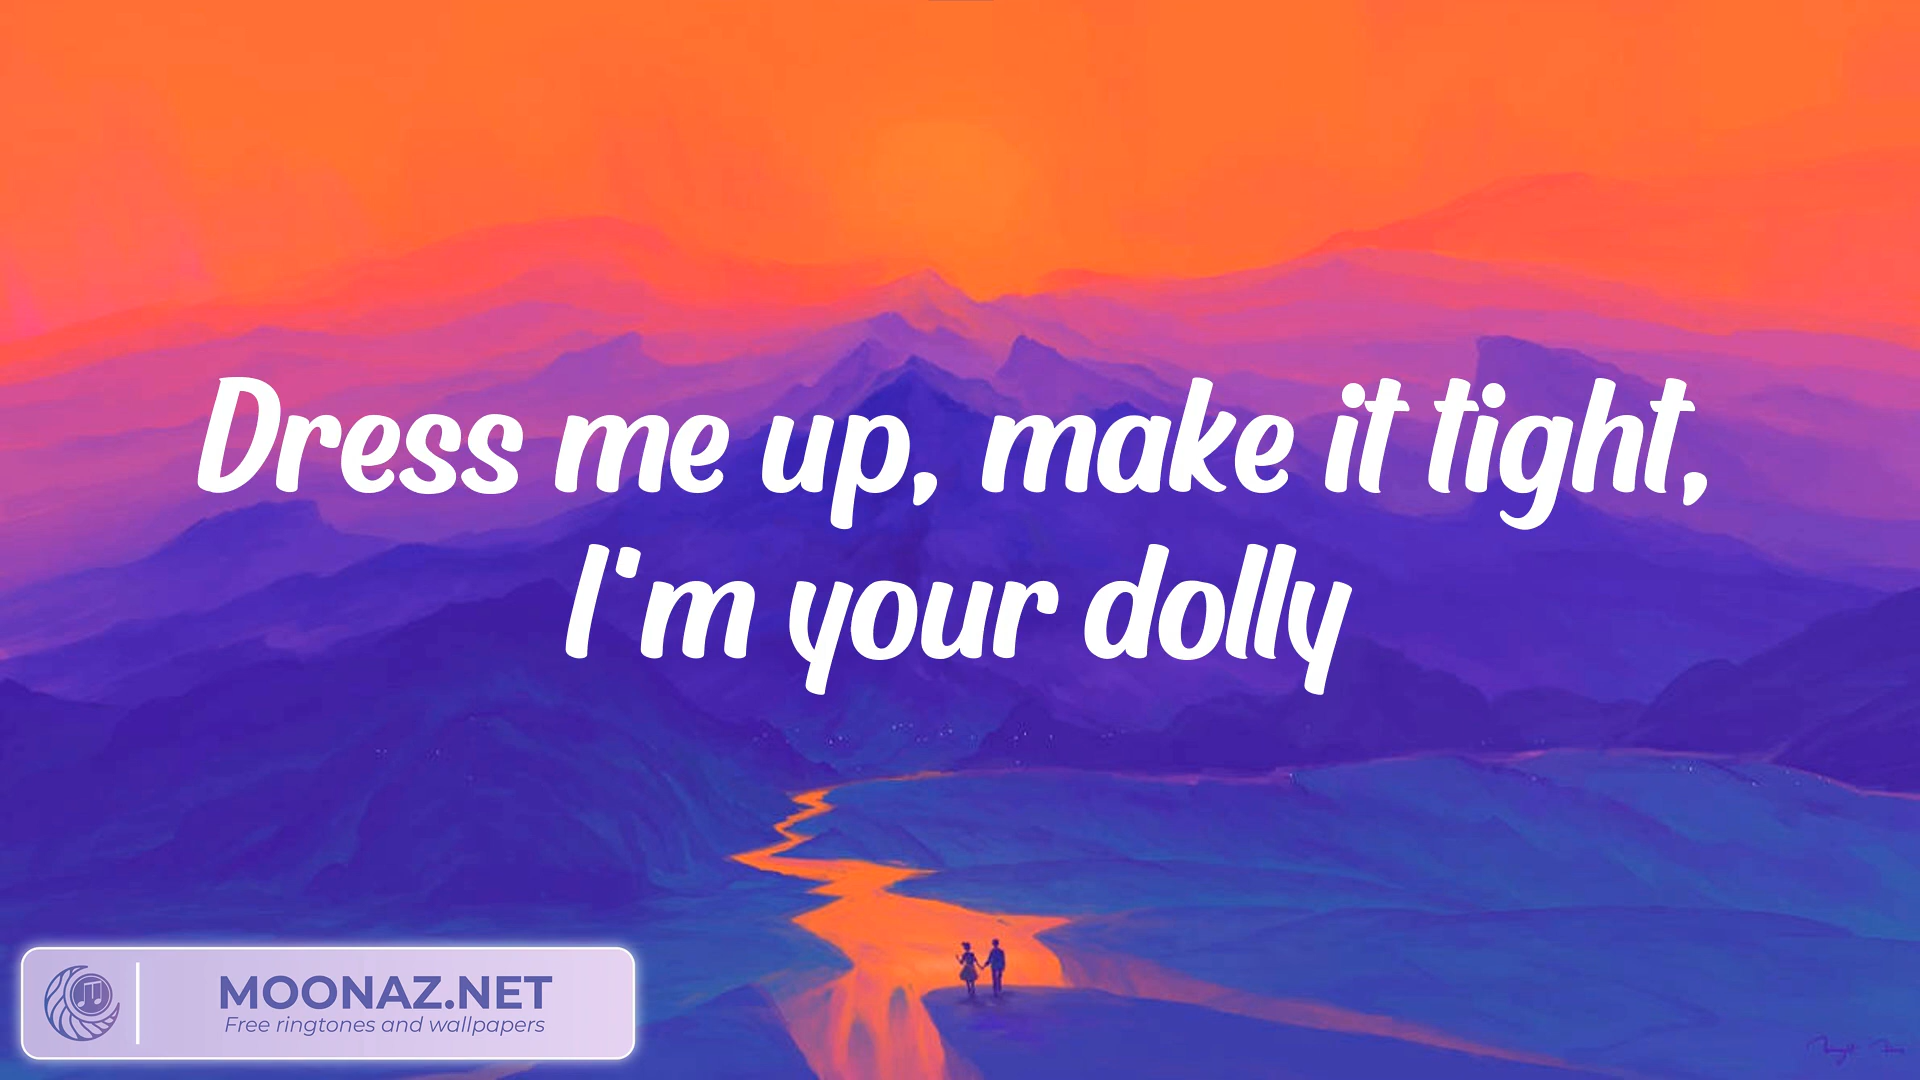 Dress me up, make it tight,
I'm your dolly
MOONAZ.NET
Free ringtones and wallpapers